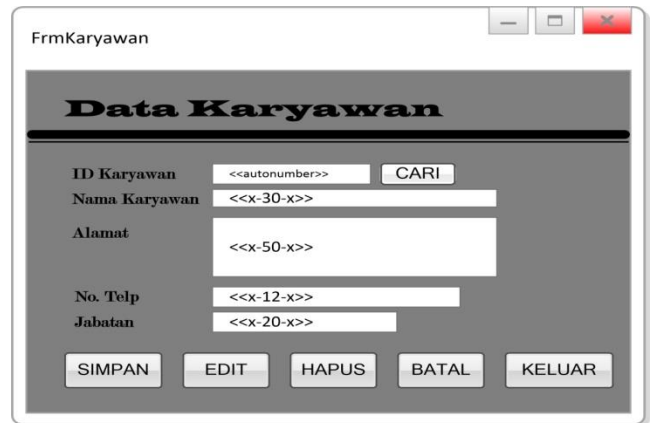 FrmKaryawan
Data Karyawan
ID Karyawan <<autonumber>> CARI
Nama Karyawan <<x-30-x>>
Alamat <<x-50-x>>
No. Telp <<x-12-x>>
Jabatan <<x-20-x>>
SIMPAN EDIT HAPUS BATAL KELUAR